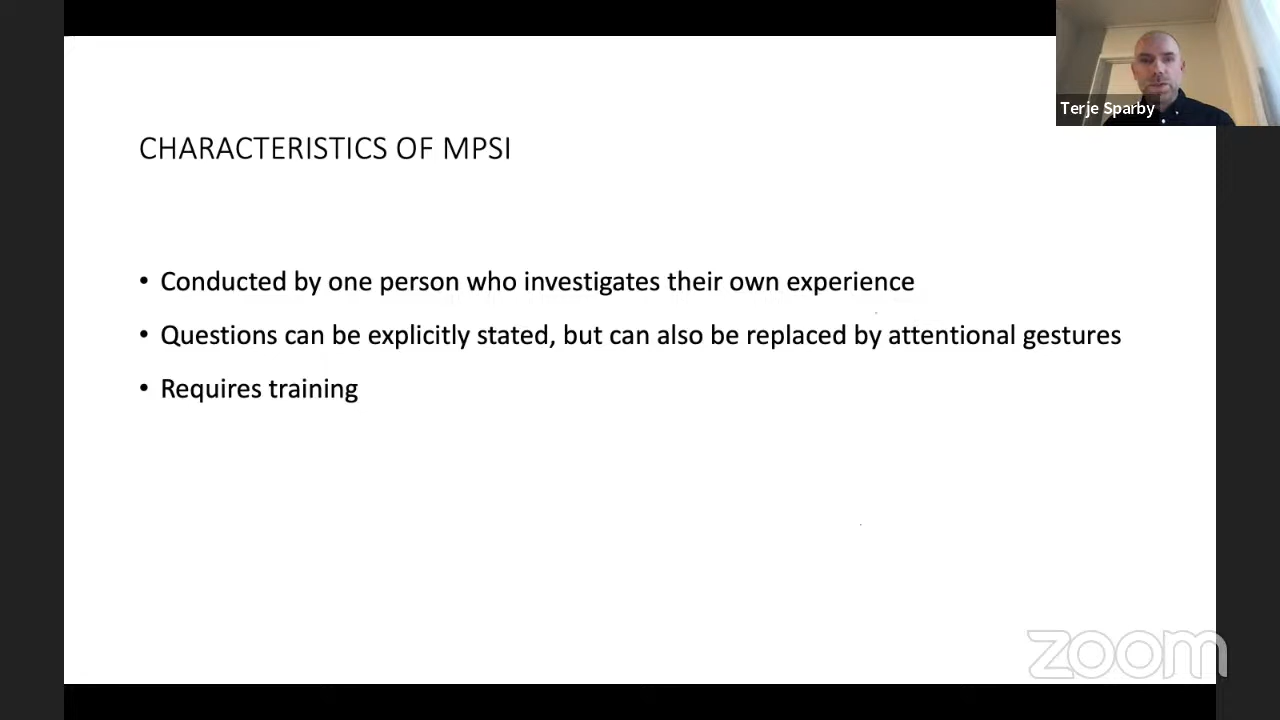 Terje Sparby
CHARACTERISTICS OF MPSI
• Conducted by one person who investigates their own experience
• Questions can be explicitly stated, but can also be replaced by attentional gestures
• Requires training
zoom